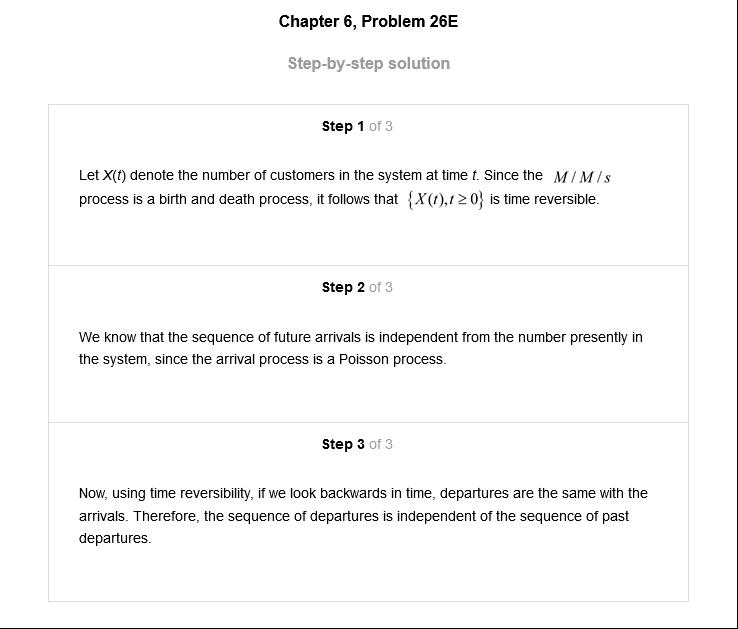 Chapter 6, Problem 26E
Step-by-step solution
Step 1 of 3
Let X(t) denote the number of customers in the system at time t. Since the M / M / s
process is a birth and death process, it follows that {X(t),t ≥ 0} is time reversible.
Step 2 of 3
We know that the sequence of future arrivals is independent from the number presently in
the system, since the arrival process is a Poisson process.
Step 3 of 3
Now, using time reversibility, if we look backwards in time, departures are the same with the
arrivals. Therefore, the sequence of departures is independent of the sequence of past
departures.